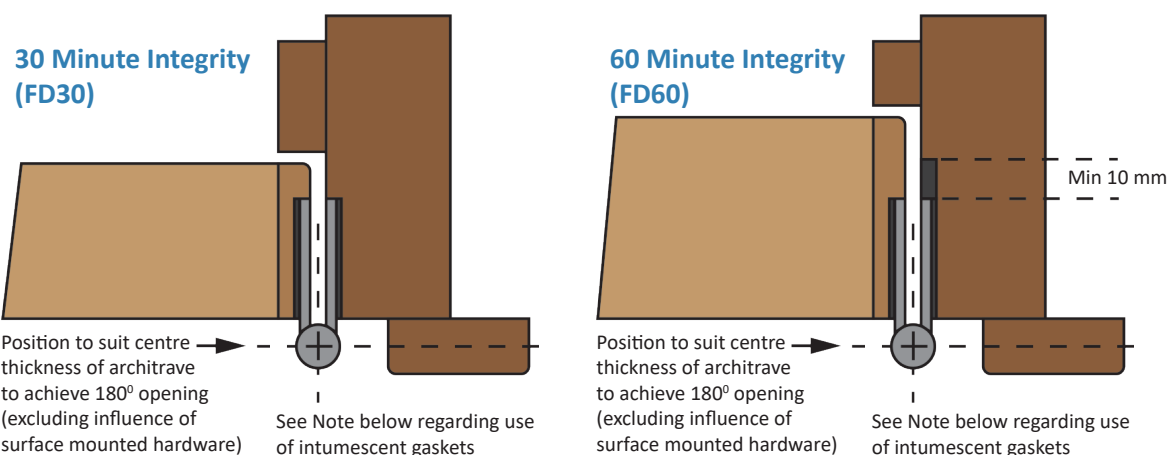 30 Minute Integrity
(FD30)
Position to suit centre
thickness of architrave
to achieve 180⁰ opening
(excluding influence of
surface mounted hardware)
See Note below regarding use
of intumescent gaskets
60 Minute Integrity
(FD60)
Min 10 mm
Position to suit centre
thickness of architrave
to achieve 180⁰ opening
(excluding influence of
surface mounted hardware)
See Note below regarding use
of intumescent gaskets